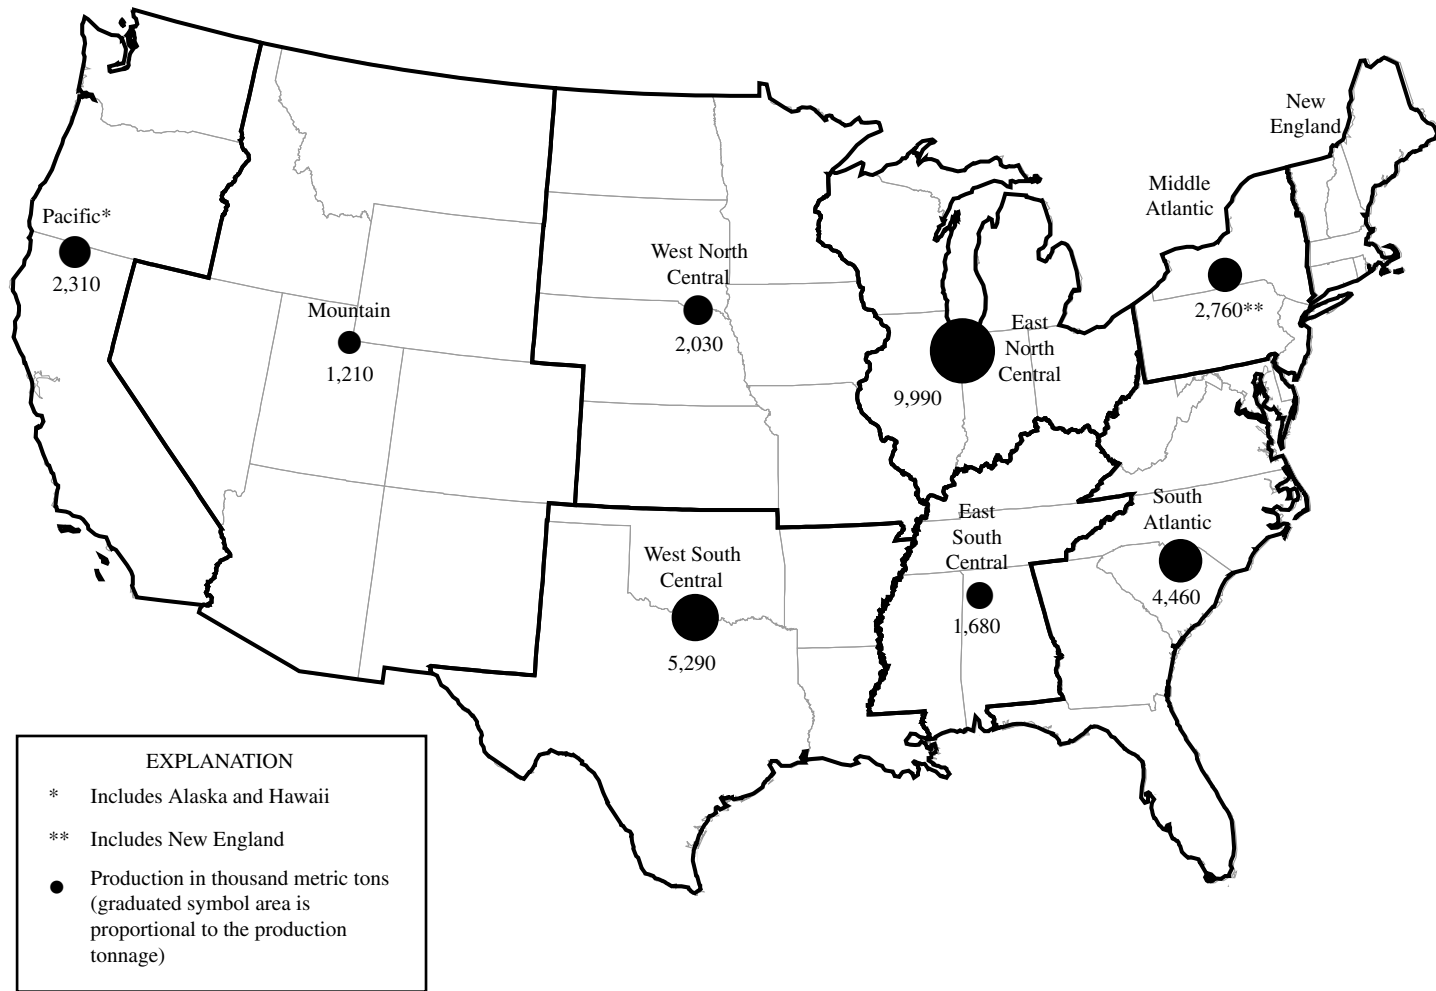 New
England
Middle
Atlantic
2,760**
Pacific*
2,310
West North
Central
2,030
Mountain
1,210
East
North
Central
9,990
South
Atlantic
4,460
East
South
Central
1,680
West South
Central
5,290
EXPLANATION
* Includes Alaska and Hawaii
** Includes New England
Production in thousand metric tons
(graduated symbol area is
proportional to the production
tonnage)